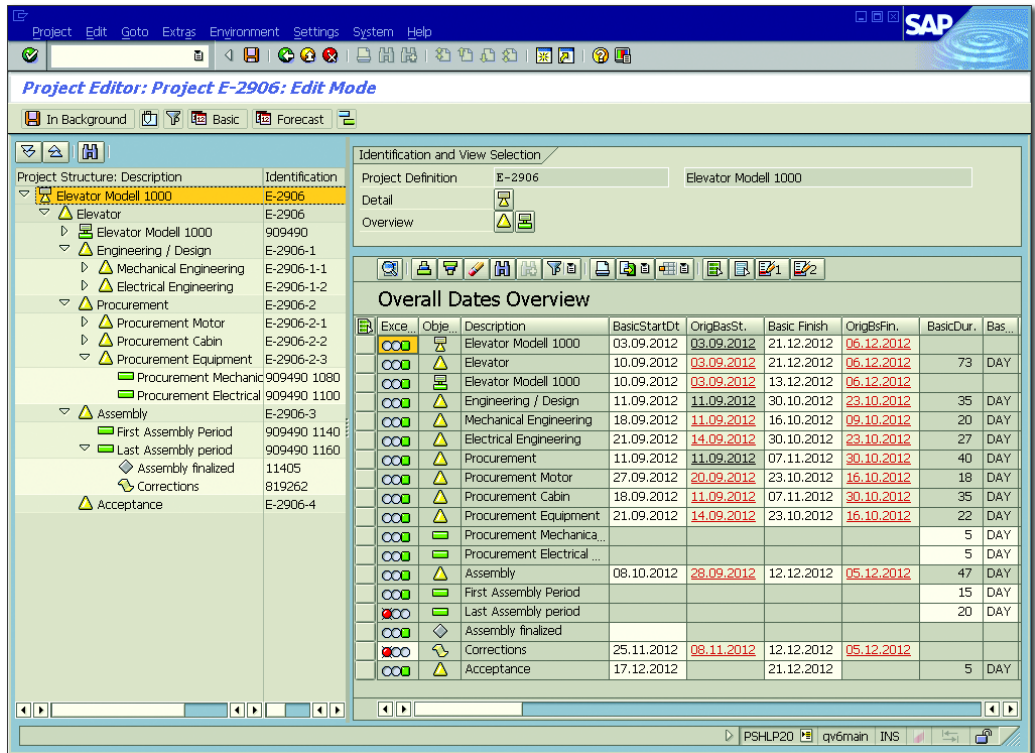 SAP
Project Edit Goto Extras Environment Settings System Help
Project Editor: Project E-2906: Edit Mode
In Background Basic Forecast
Identification and View Selection
Project Structure: Description Identification
Project Definition E-2906 Elevator Modell 1000
Detail
Overview
Elevator Modell 1000 E-2906
Elevator E-2906
Elevator Modell 1000 909490
Engineering / Design E-2906-1
Mechanical Engineering E-2906-1-1
Electrical Engineering E-2906-1-2
Procurement E-2906-2
Procurement Motor E-2906-2-1
Procurement Cabin E-2906-2-2
Procurement Equipment E-2906-2-3
Procurement Mechanic 909490 1080
Procurement Electrical 909490 1100
Assembly E-2906-3
First Assembly Period 909490 1140
Last Assembly period 909490 1160
Assembly finalized 11405
Corrections 819262
Acceptance E-2906-4
1 2
Overall Dates Overview
Exce... Obje... Description BasicStartDt OrigBasSt. Basic Finish OrigBsFin. BasicDur. Bas...
Elevator Modell 1000 03.09.2012 03.09.2012 21.12.2012 06.12.2012
Elevator 10.09.2012 03.09.2012 21.12.2012 06.12.2012 73 DAY
Elevator Modell 1000 10.09.2012 03.09.2012 13.12.2012 06.12.2012
Engineering / Design 11.09.2012 11.09.2012 30.10.2012 23.10.2012 35 DAY
Mechanical Engineering 18.09.2012 11.09.2012 16.10.2012 09.10.2012 20 DAY
Electrical Engineering 21.09.2012 14.09.2012 30.10.2012 23.10.2012 27 DAY
Procurement 11.09.2012 11.09.2012 07.11.2012 30.10.2012 40 DAY
Procurement Motor 27.09.2012 20.09.2012 23.10.2012 16.10.2012 18 DAY
Procurement Cabin 18.09.2012 11.09.2012 07.11.2012 30.10.2012 35 DAY
Procurement Equipment 21.09.2012 14.09.2012 23.10.2012 16.10.2012 22 DAY
Procurement Mechanica... 5 DAY
Procurement Electrical ... 5 DAY
Assembly 08.10.2012 28.09.2012 12.12.2012 05.12.2012 47 DAY
First Assembly Period 15 DAY
Last Assembly period 20 DAY
Assembly finalized
Corrections 25.11.2012 08.11.2012 12.12.2012 05.12.2012
Acceptance 17.12.2012 21.12.2012 5 DAY
PSHLP20 qv6main INS